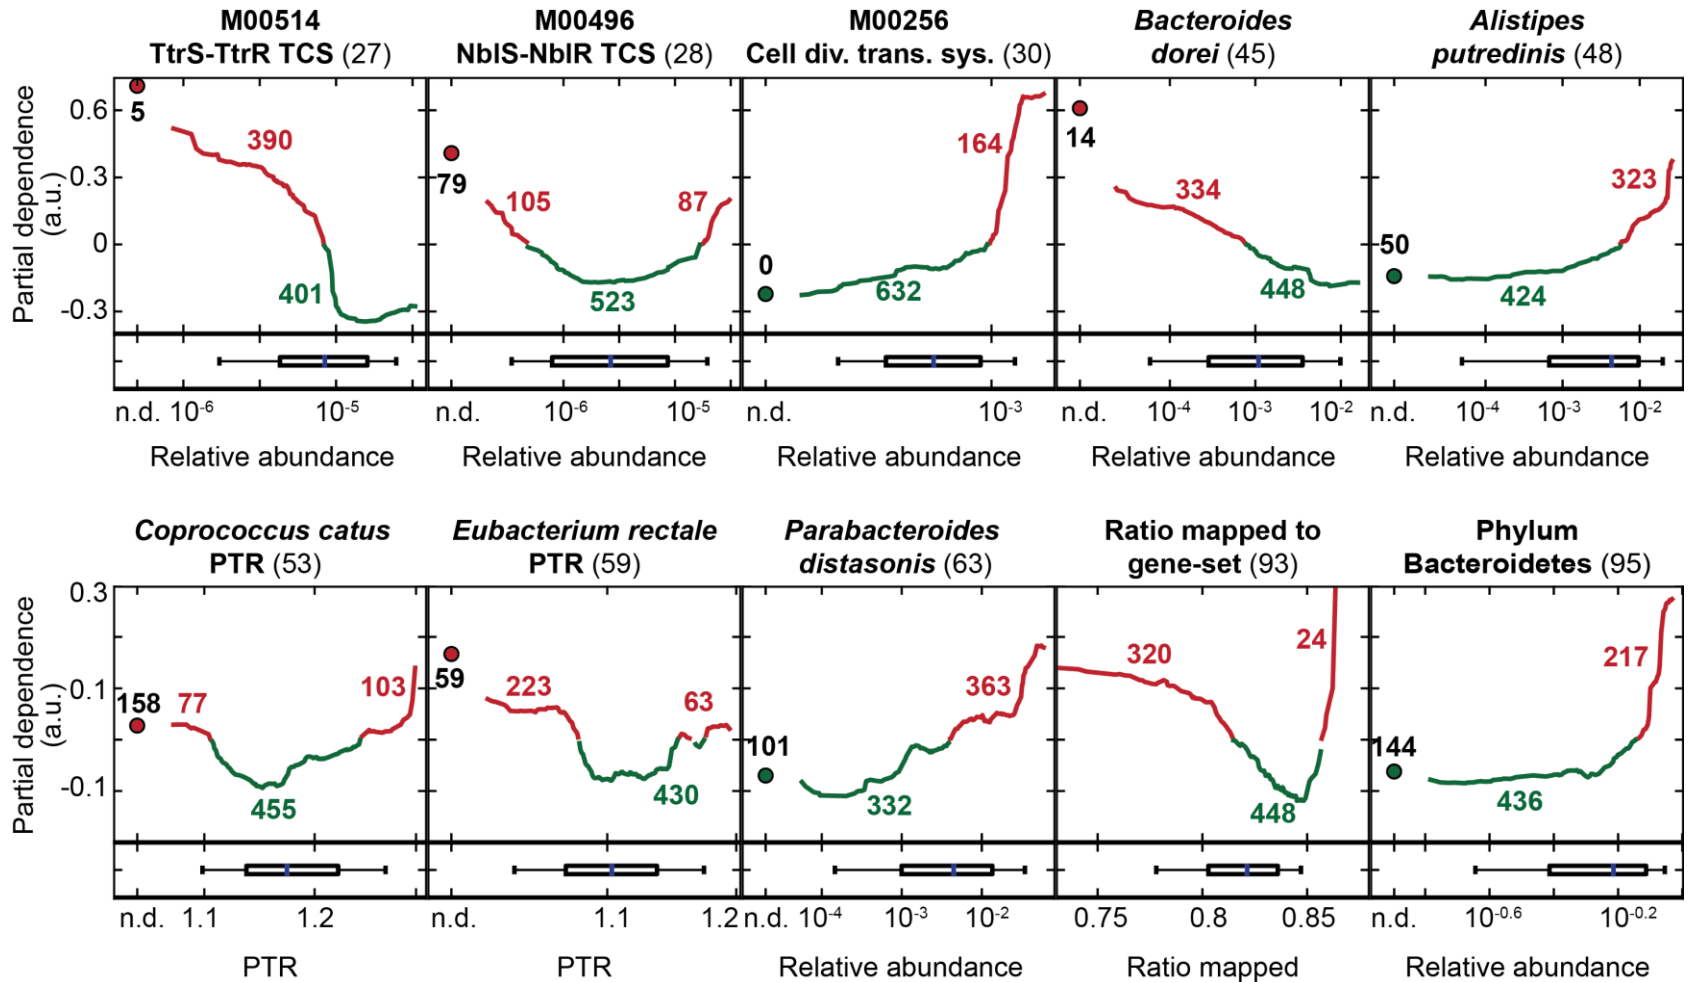 M00514
TtrS-TtrR TCS (27)
M00496
NblS-NblR TCS (28)
M00256
Cell div. trans. sys. (30)
Bacteroides
dorei (45)
Alistipes
putredinis (48)
Partial dependence
(a.u.)
0.6
0.3
0
-0.3
5
390
401
79
105
523
87
0
632
164
14
334
448
50
424
323
n.d. 10-6 10-5
n.d. 10-6 10-5
n.d. 10-3
n.d. 10-4 10-3 10-2
n.d. 10-4 10-3 10-2
Relative abundance
Relative abundance
Relative abundance
Relative abundance
Relative abundance
Coprococcus catus
PTR (53)
Eubacterium rectale
PTR (59)
Parabacteroides
distasonis (63)
Ratio mapped to
gene-set (93)
Phylum
Bacteroidetes (95)
Partial dependence
(a.u.)
0.3
0.1
-0.1
158
77
455
103
59
223
430
63
101
332
363
320
448
24
144
436
217
n.d. 1.1 1.2
n.d. 1.1 1.2
n.d. 10-4 10-3 10-2
0.75 0.8 0.85
n.d. 10-0.6 10-0.2
PTR
PTR
Relative abundance
Ratio mapped
Relative abundance